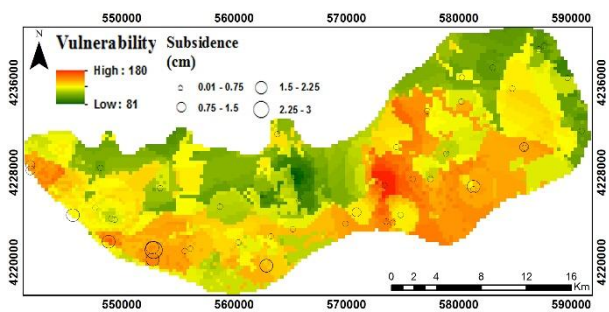 550000 560000 570000 580000 590000
Vulnerability Subsidence
(cm)
N
High : 180
Low : 81
0.01 - 0.75
0.75 - 1.5
1.5 - 2.25
2.25 - 3
4236000
42280000
4220000
4236000
42280000
4220000
0 2 4 8 12 16
Km
550000 560000 570000 580000 590000